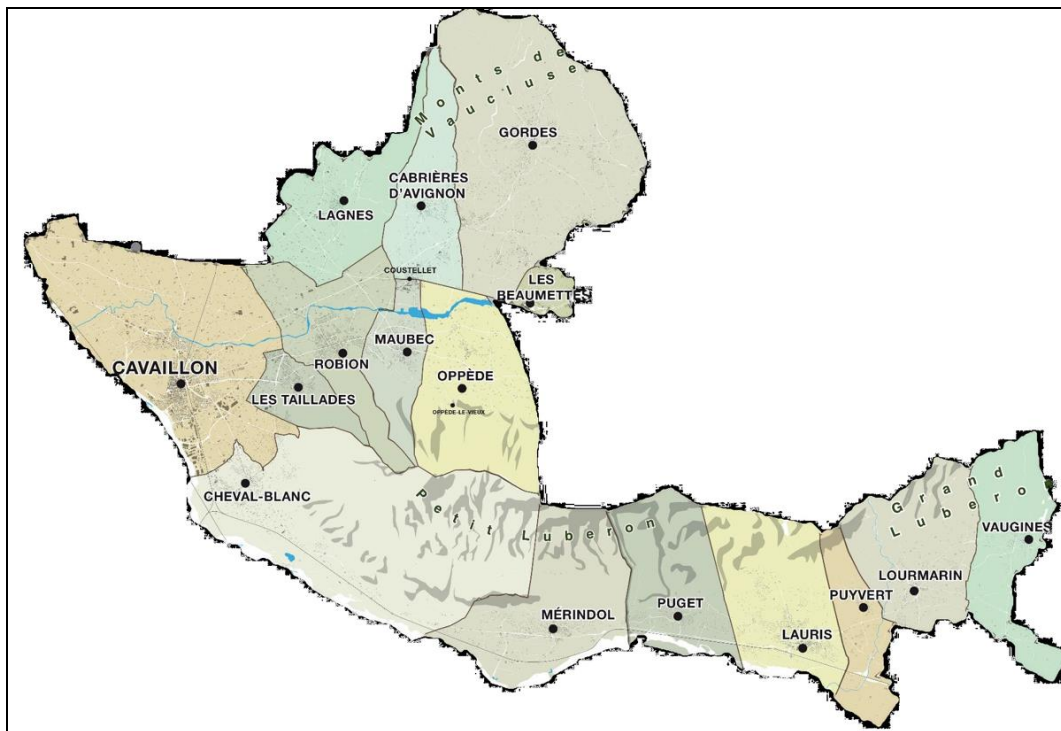 Monts de
Vaucluse
GORDES
CABRIÈRES
D'AVIGNON
LAGNES
COUSTELLET
LES
BEAUMETTES
MAUBEC
ROBION
CAVAILLON
OPPÈDE
LES TAILLADES
OPPÈDE-LE-VIEUX
CHEVAL-BLANC
Petit Luberon
Grand
Lubero
VAUGINES
LOURMARIN
PUYVERT
PUGET
MÉRINDOL
LAURIS